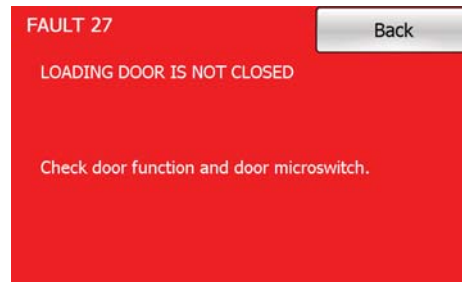 FAULT 27
Back
LOADING DOOR IS NOT CLOSED
Check door function and door microswitch.